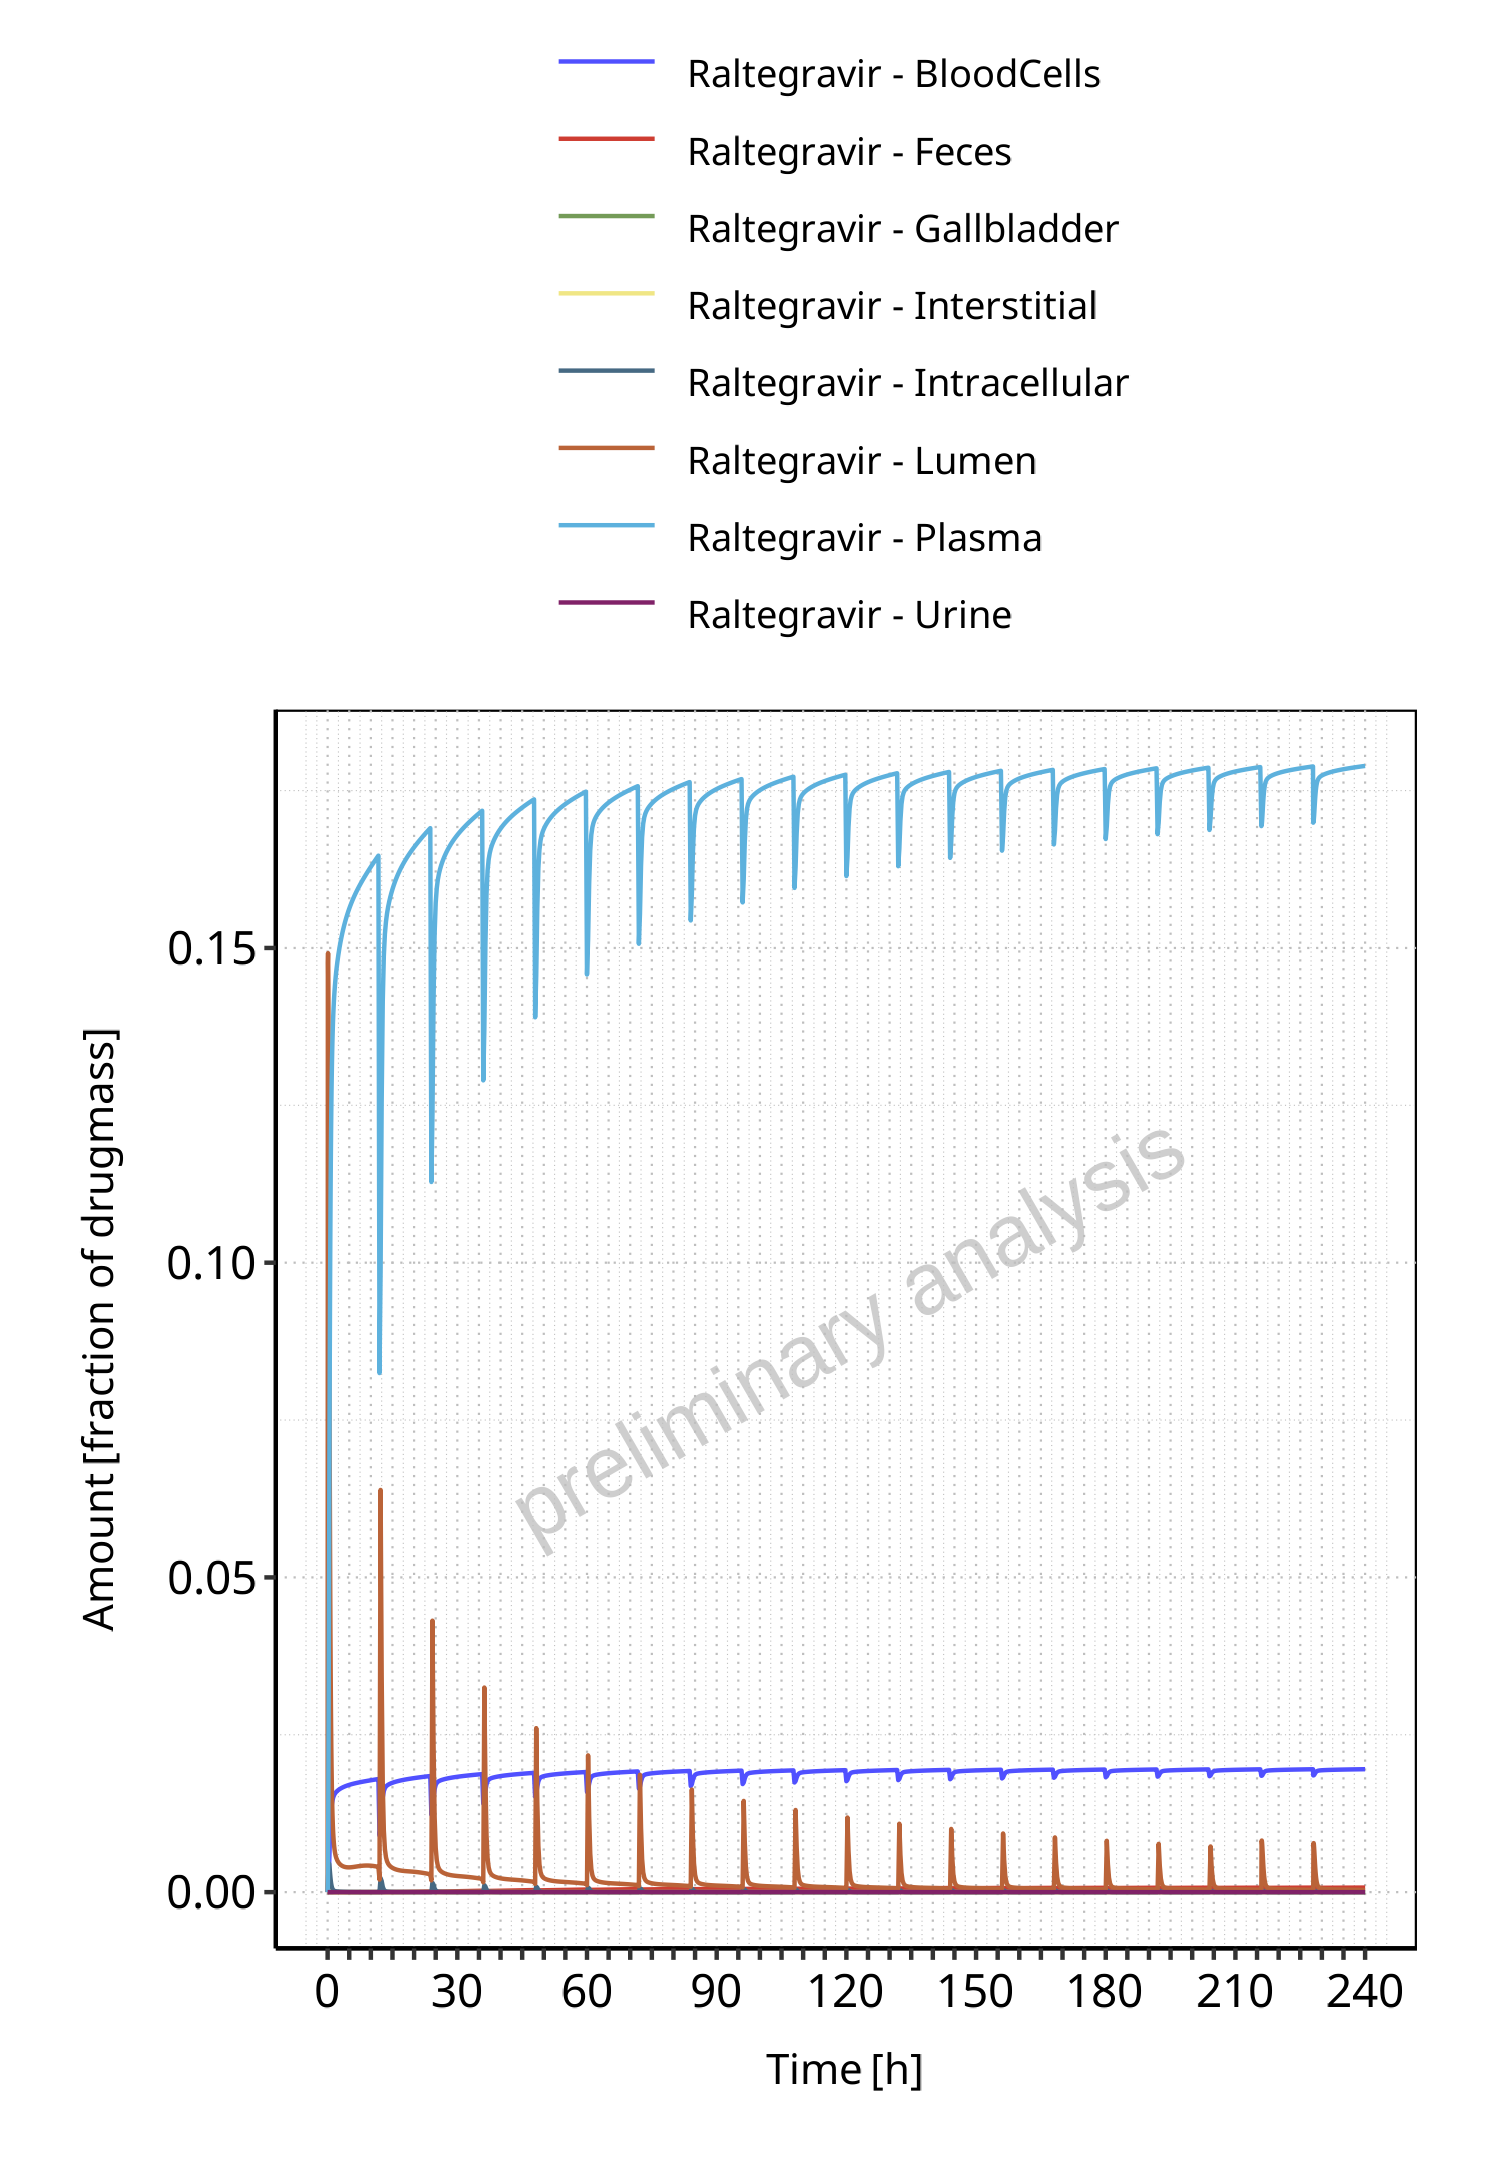 Raltegravir - BloodCells
Raltegravir - Feces
Raltegravir - Gallbladder
Raltegravir - Interstitial
Raltegravir - Intracellular
Raltegravir - Lumen
Raltegravir - Plasma
Raltegravir - Urine
Amount [fraction of drugmass]
0.15
0.10
0.05
0.00
preliminary analysis
0 30 60 90 120 150 180 210 240
Time [h]